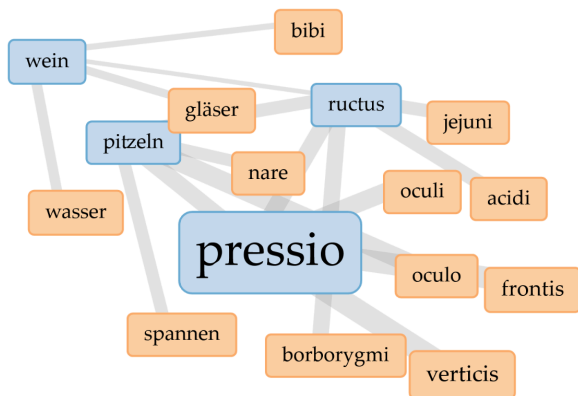 bibi
wein
gläser
ructus
jejuni
pitzeln
nare
oculi
acidi
wasser
pressio
oculo
frontis
spannen
borborygmi
verticis